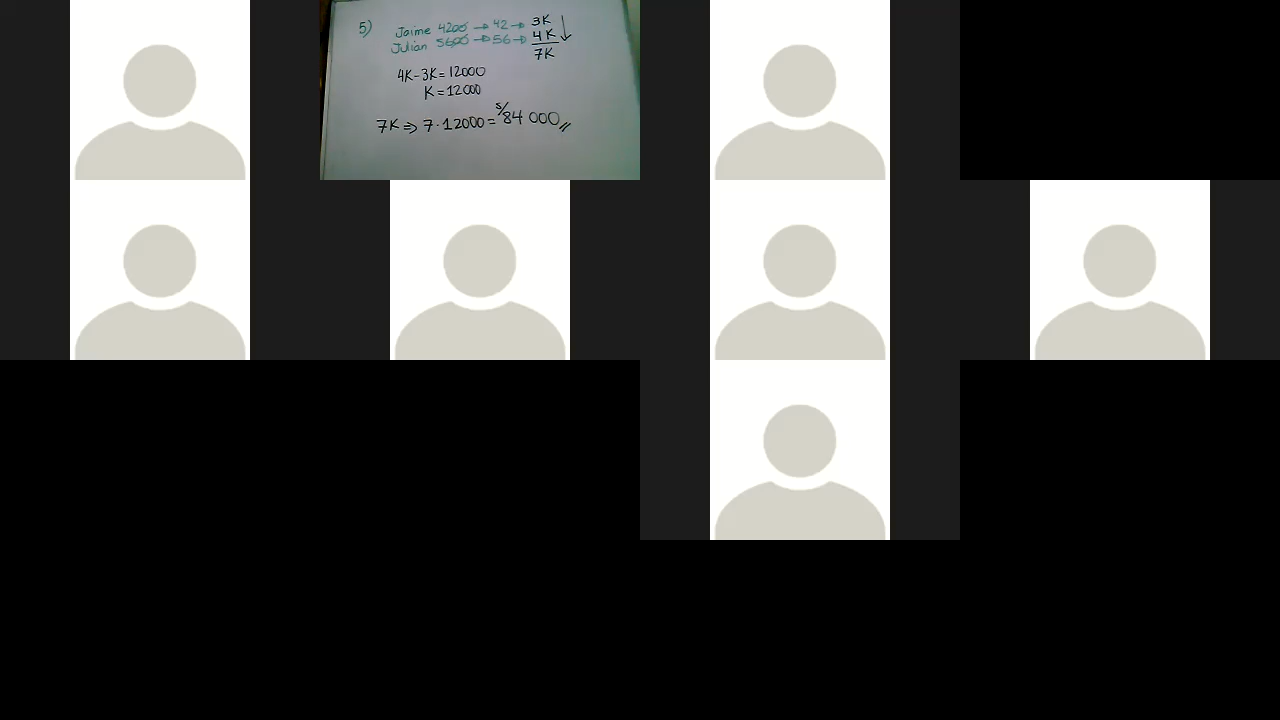 5) Jaime 4200 → 42 → 3K
Julian 5600 → 56 → 4K
7K
4K-3K=12000
K=12000
7K ⇒ 7·12000= S/84 000//